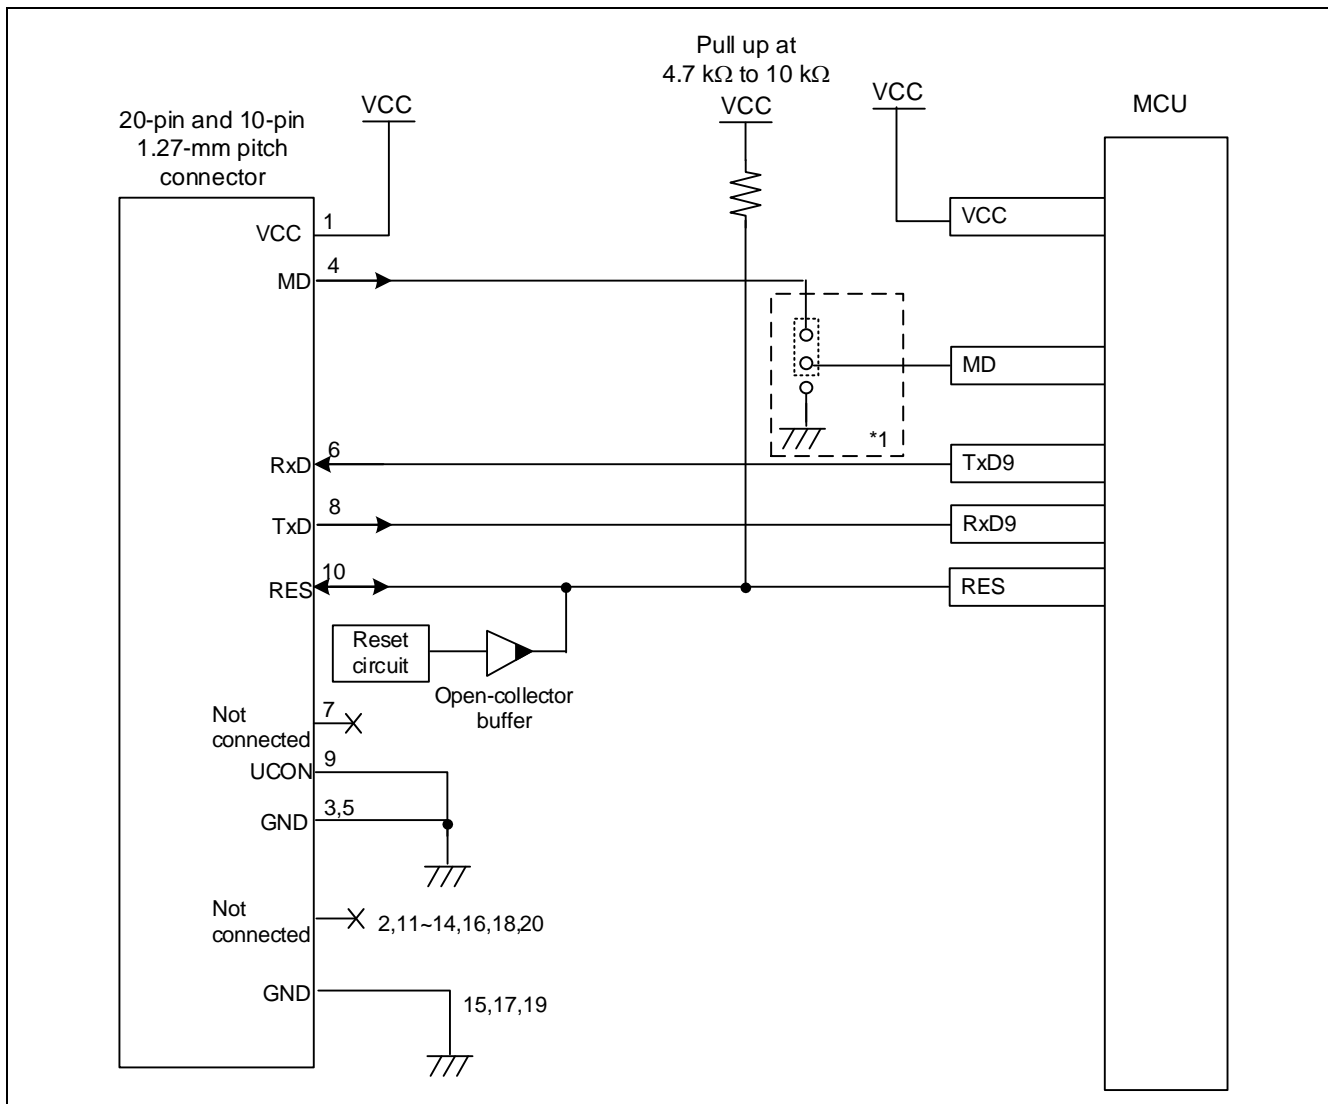 Pull up at
4.7 kΩ to 10 kΩ
VCC
VCC
VCC
MCU
20-pin and 10-pin
1.27-mm pitch
connector
VCC
1
VCC
MD
4
MD
*1
RxD
6
TxD9
TxD
8
RxD9
RES
10
RES
Reset
circuit
Open-collector
buffer
Not
connected
7
UCON
9
GND
3,5
Not
connected
2,11~14,16,18,20
GND
15,17,19